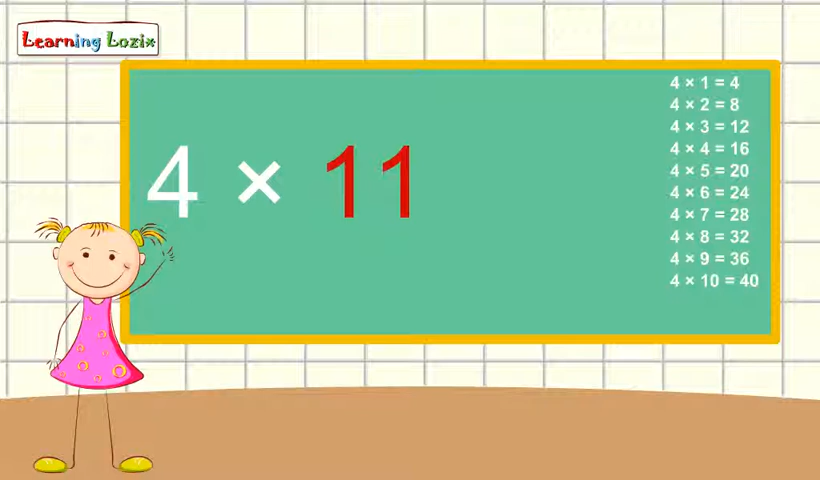 Learning Lozix
4 × 11
4 × 1 = 4
4 × 2 = 8
4 × 3 = 12
4 × 4 = 16
4 × 5 = 20
4 × 6 = 24
4 × 7 = 28
4 × 8 = 32
4 × 9 = 36
4 × 10 = 40